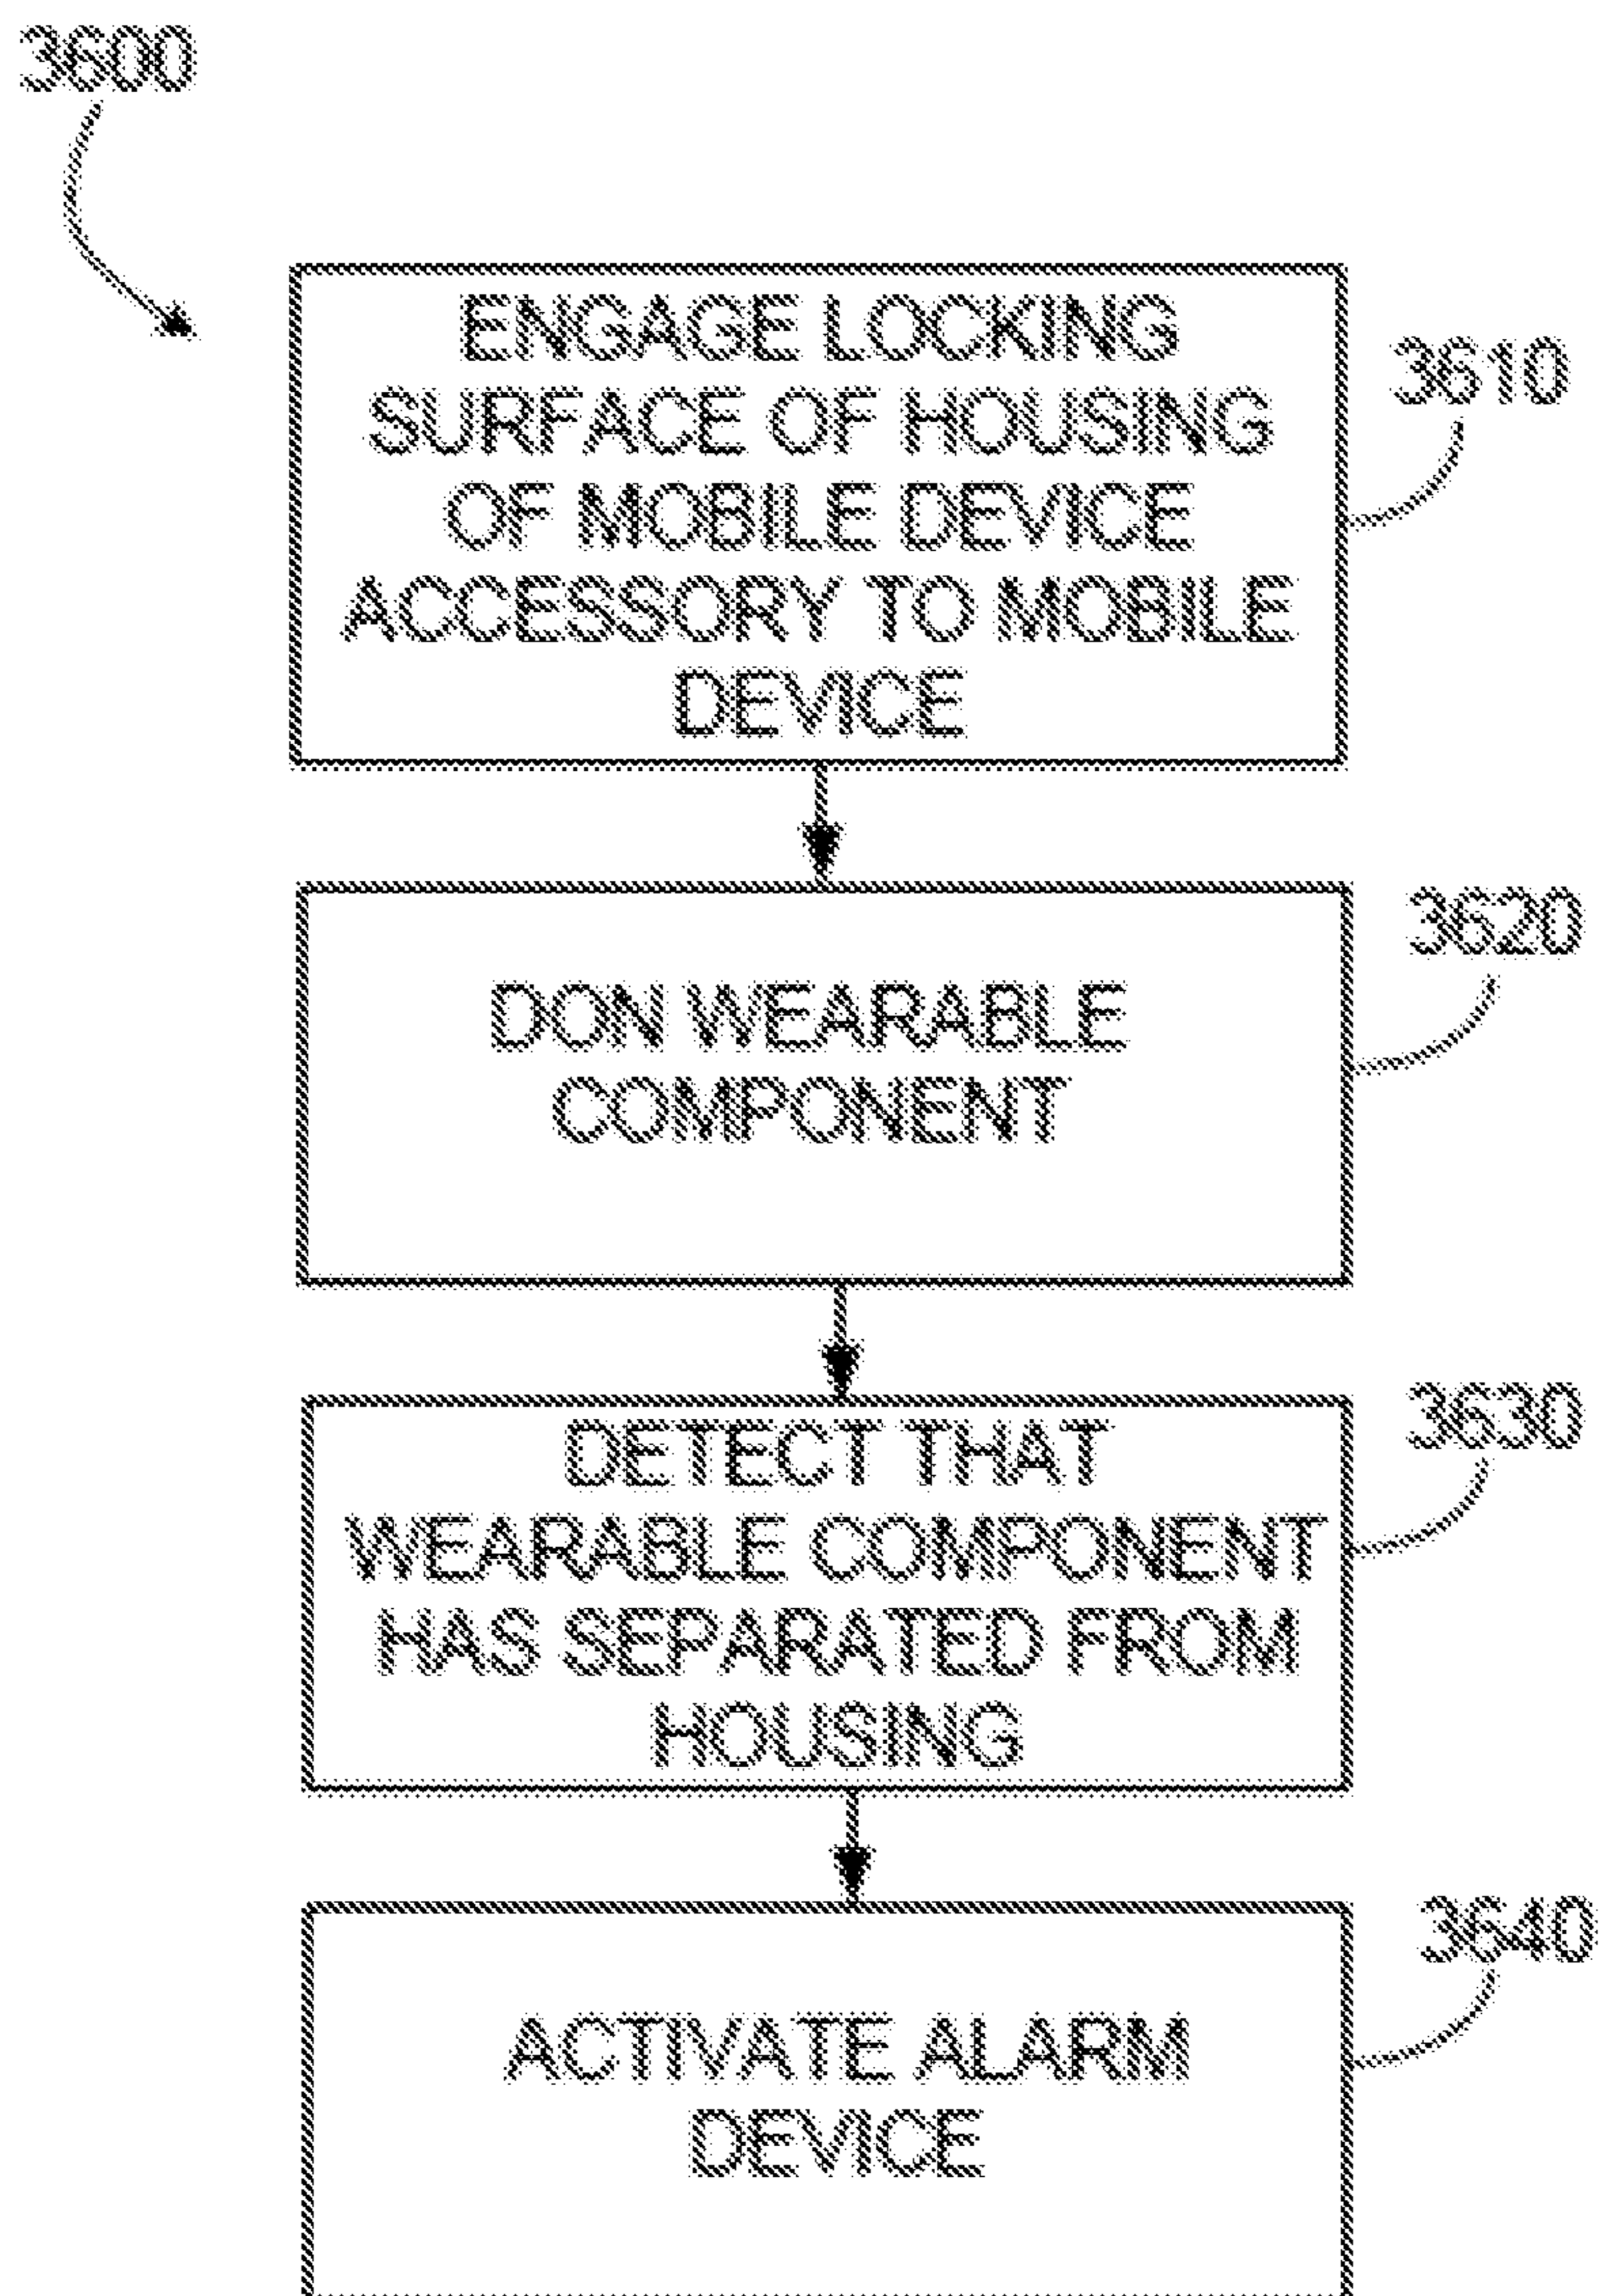 3600
ENGAGE LOCKING
SURFACE OF HOUSING
OF MOBILE DEVICE
ACCESSORY TO MOBILE
DEVICE
3610
DON WEARABLE
COMPONENT
3620
DETECT THAT
WEARABLE COMPONENT
HAS SEPARATED FROM
HOUSING
3630
ACTIVATE ALARM
DEVICE
3640